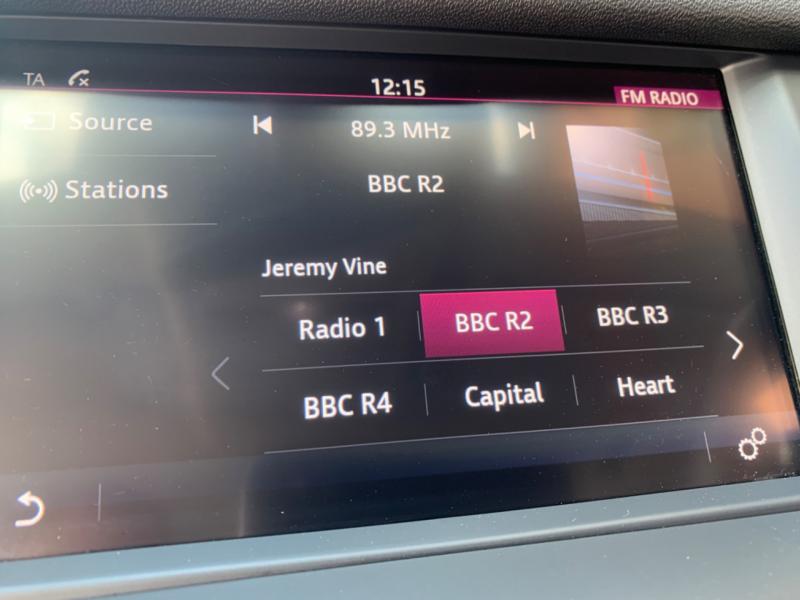 TA
12:15
FM RADIO
Source
89.3 MHz
Stations
BBC R2
Jeremy Vine
Radio 1
BBC R2
BBC R3
BBC R4
Capital
Heart